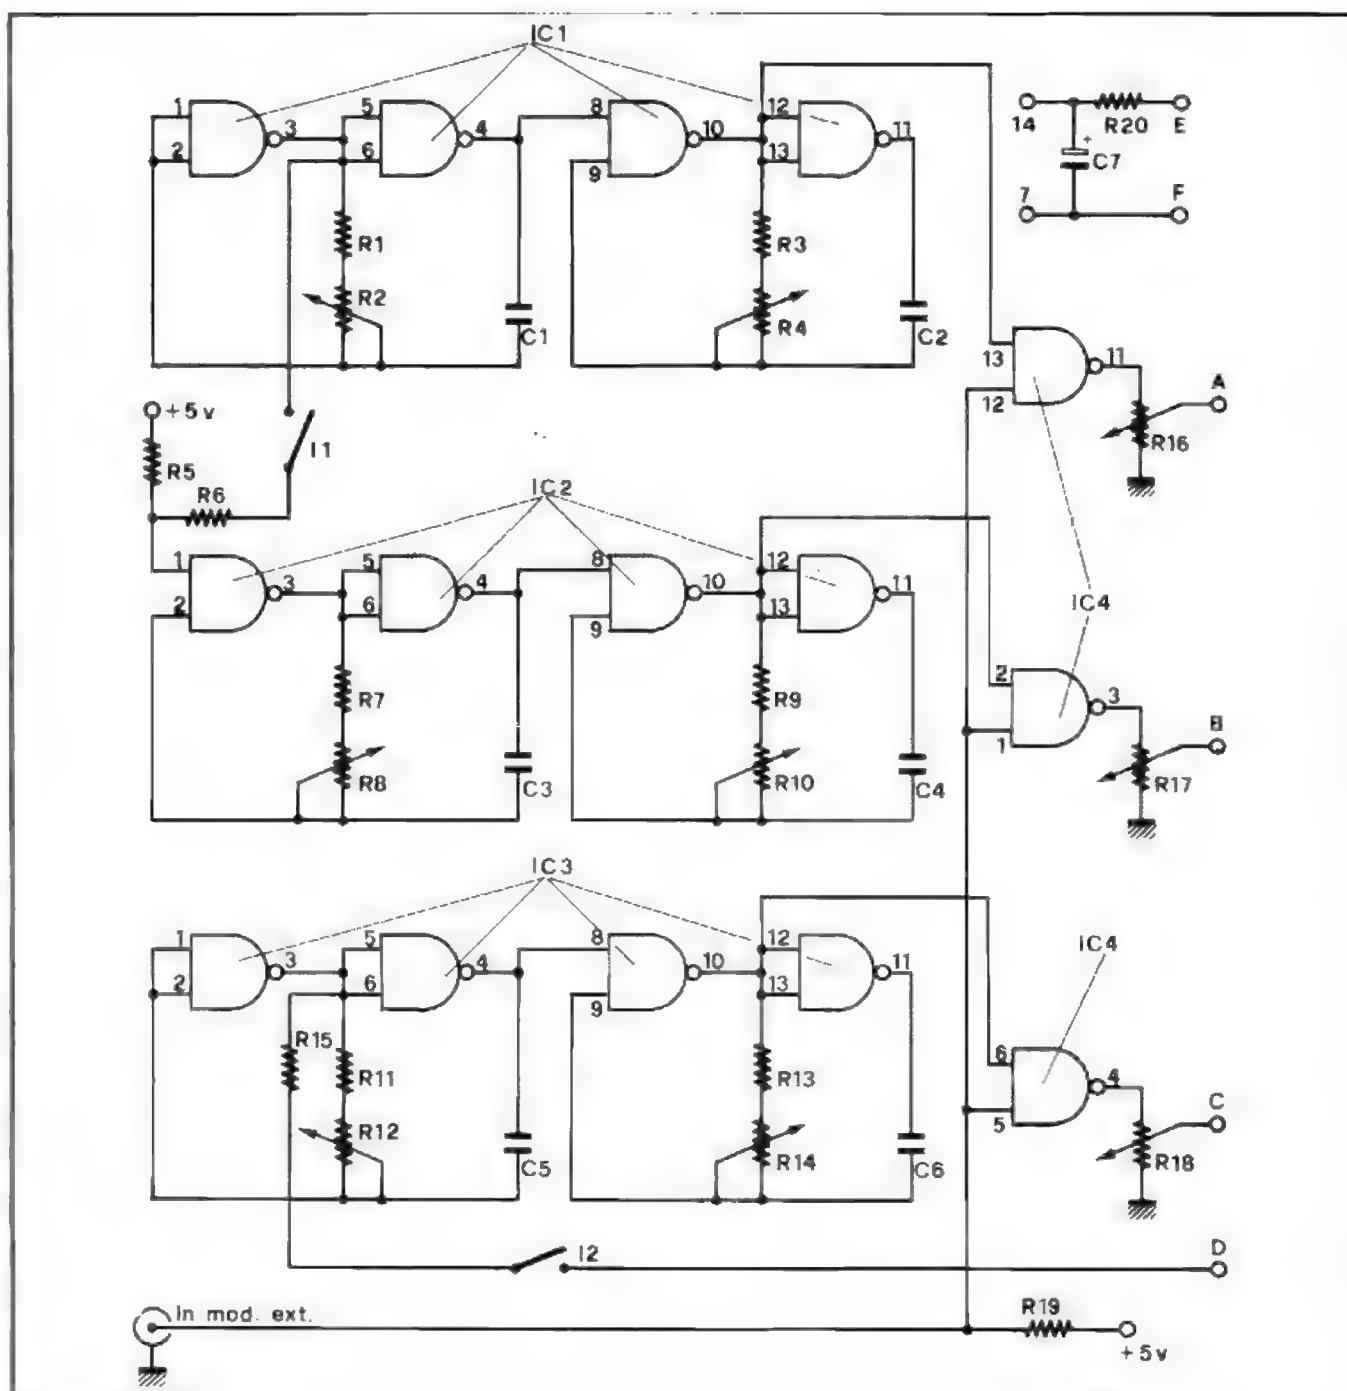 IC1
1
2
3
5
6
4
8
9
10
12
13
11
14
R20
E
+
C7
7
F
R1
R2
C1
R3
R4
C2
13
12
11
A
R16
+5v
R5
R6
I1
IC2
1
2
3
5
6
4
8
9
10
12
13
11
IC4
2
1
3
B
R17
R7
R8
C3
R9
R10
C4
IC3
1
2
3
5
6
4
8
9
10
12
13
11
IC4
6
5
4
C
R18
R15
R11
R12
C5
R13
R14
C6
I2
D
In mod. ext.
R19
+5v